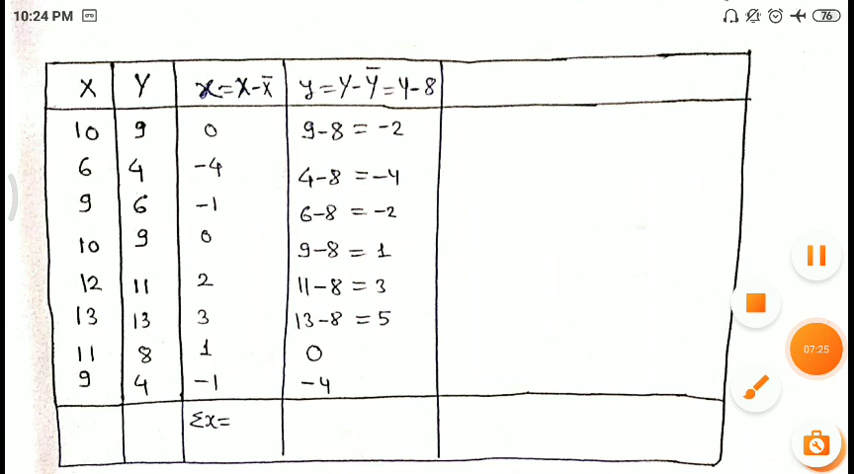 10:24 PM
76
X Y x=X-X̄ y=Y-Ȳ=Y-8
10 9 0 9-8 = -2
6 4 -4 4-8 = -4
9 6 -1 6-8 = -2
10 9 0 9-8 = 1
12 11 2 11-8 = 3
13 13 3 13-8 = 5
11 8 1 0
9 4 -1 -4
Σx=
07:25